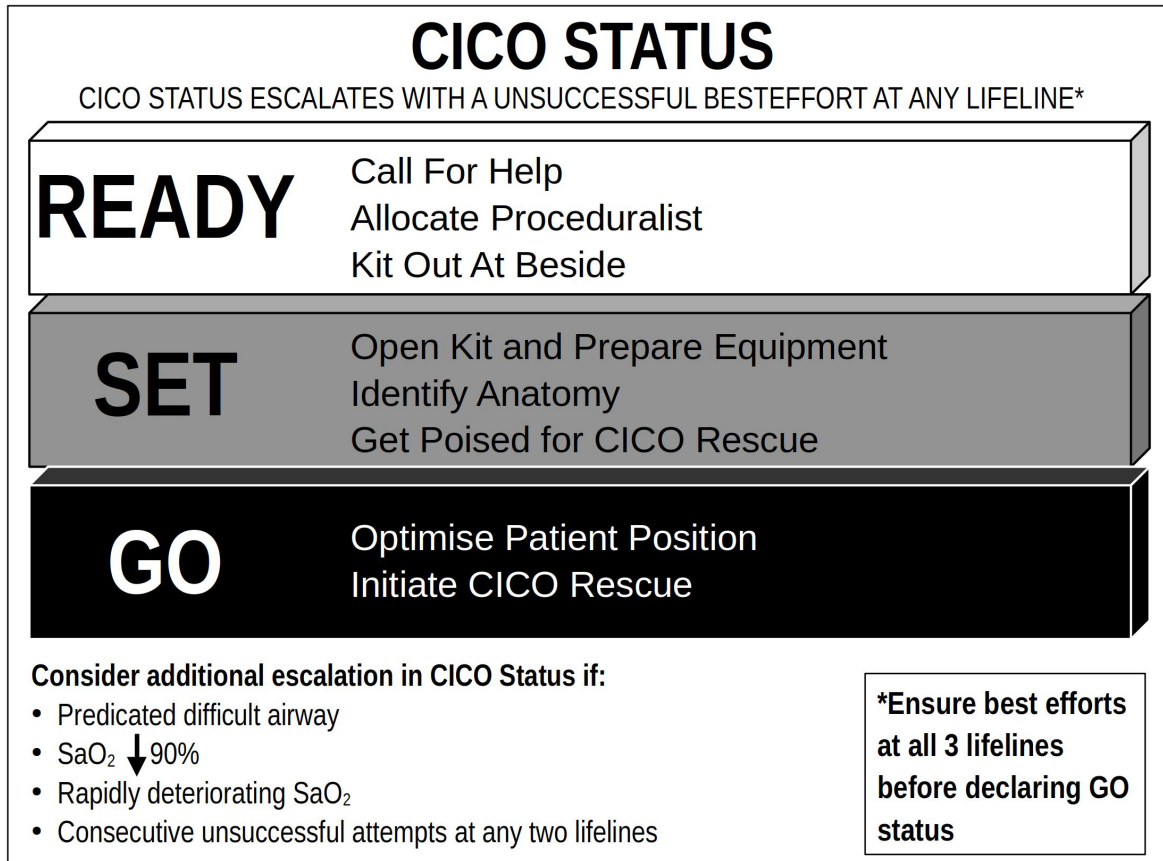 CICO STATUS
CICO STATUS ESCALATES WITH A UNSUCCESSFUL BESTEFFORT AT ANY LIFELINE*
READY
Call For Help
Allocate Proceduralist
Kit Out At Beside
SET
Open Kit and Prepare Equipment
Identify Anatomy
Get Poised for CICO Rescue
GO
Optimise Patient Position
Initiate CICO Rescue
Consider additional escalation in CICO Status if:
• Predicated difficult airway
• SaO₂ ↓ 90%
• Rapidly deteriorating SaO₂
• Consecutive unsuccessful attempts at any two lifelines
*Ensure best efforts
at all 3 lifelines
before declaring GO
status